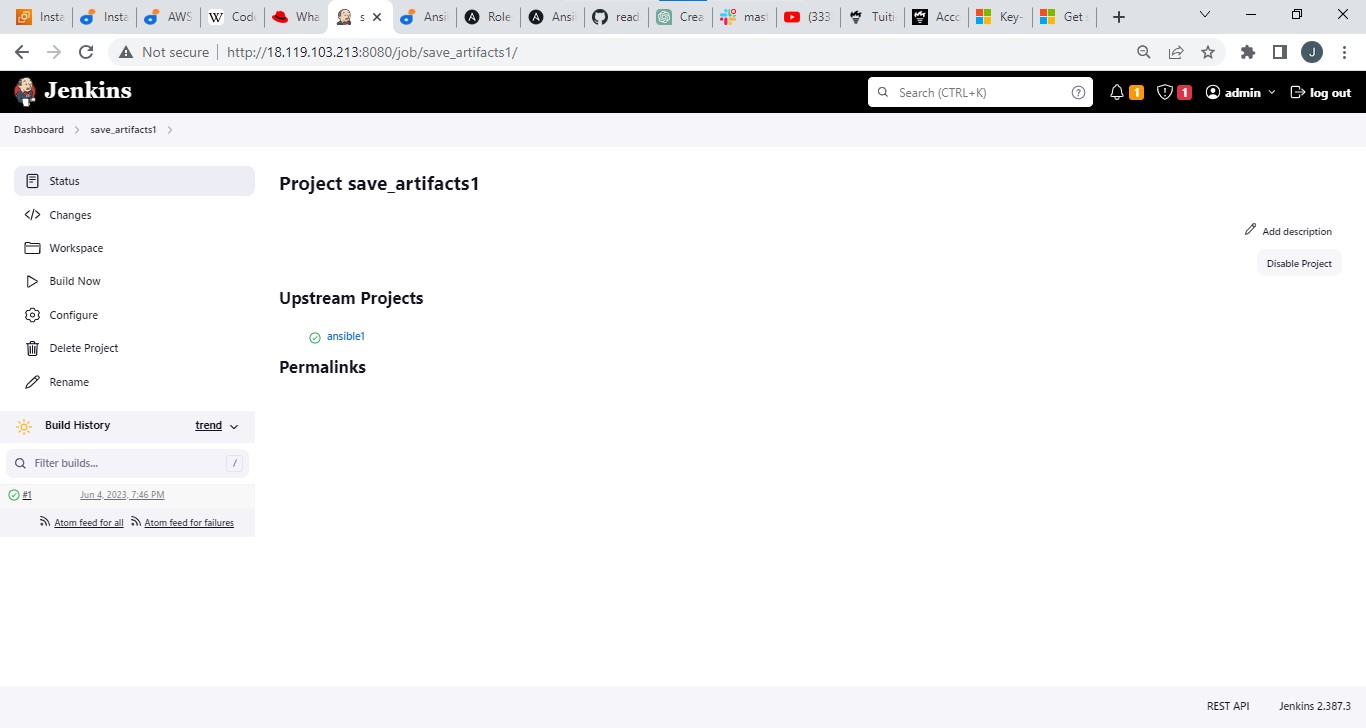 Insta
Insta
AWS
W Cod
Wha
s
Ansi
Role
Ansi
read
Crea
mast
(333
Tuiti
Acco
Key-
Get
Not secure
http://18.119.103.213:8080/job/save_artifacts1/
J
Jenkins
Search (CTRL+K)
1
1
admin
log out
Dashboard
save_artifacts1
Status
Project save_artifacts1
Changes
Add description
Workspace
Disable Project
Build Now
Upstream Projects
Configure
ansible1
Delete Project
Permalinks
Rename
Build History
trend
Filter builds...
/
#1
Jun 4, 2023, 7:46 PM
Atom feed for all
Atom feed for failures
REST API
Jenkins 2.387.3